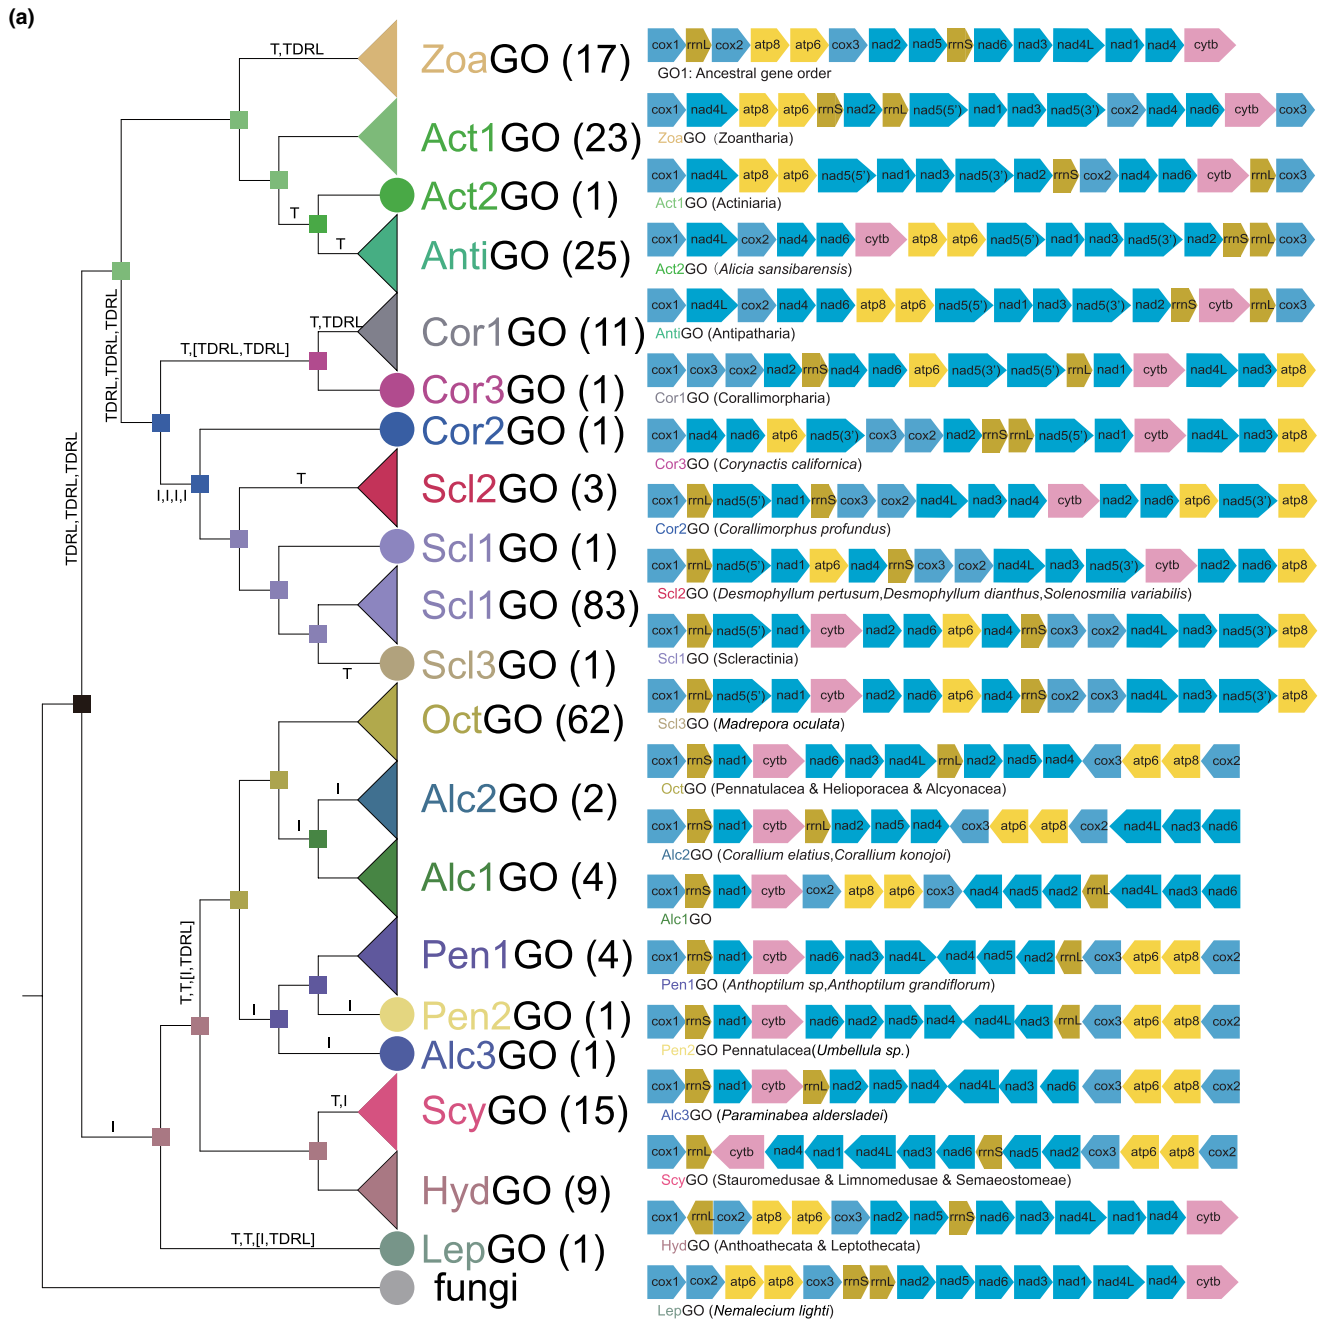 (a)
T,TDRL
ZoaGO (17)
Act1GO (23)
Act2GO (1)
T
AntiGO (25)
T
TDRL,TDRL,TDRL
Cor1GO (11)
T,TDRL
T,[TDRL,TDRL]
Cor3GO (1)
Cor2GO (1)
TDRL,TDRL,TDRL
I,I,I,I
T
Scl2GO (3)
Scl1GO (1)
Scl1GO (83)
Scl3GO (1)
T
OctGO (62)
I
Alc2GO (2)
I
Alc1GO (4)
T,T,[I,TDRL]
Pen1GO (4)
I
I
Pen2GO (1)
I
Alc3GO (1)
T,I
ScyGO (15)
I
HydGO (9)
T,T,[I,TDRL]
LepGO (1)
fungi
cox1 rrnL cox2 atp8 atp6 cox3 nad2 nad5 rrnS nad6 nad3 nad4L nad1 nad4 cytb
GO1: Ancestral gene order
cox1 nad4L atp8 atp6 rrnS nad2 rrnL nad5(5') nad1 nad3 nad5(3') cox2 nad4 nad6 cytb cox3
ZoaGO (Zoantharia)
cox1 nad4L atp8 atp6 nad5(5') nad1 nad3 nad5(3') nad2 rrnS cox2 nad4 nad6 cytb rrnL cox3
Act1GO (Actiniaria)
cox1 nad4L cox2 nad4 nad6 cytb atp8 atp6 nad5(5') nad1 nad3 nad5(3') nad2 rrnS rrnL cox3
Act2GO (Alicia sansibarensis)
cox1 nad4L cox2 nad4 nad6 atp8 atp6 nad5(5') nad1 nad3 nad5(3') nad2 rrnS cytb rrnL cox3
AntiGO (Antipatharia)
cox1 cox3 cox2 nad2 rrnS nad4 nad6 atp6 nad5(3') nad5(5') rrnL nad1 cytb nad4L nad3 atp8
Cor1GO (Corallimorpharia)
cox1 nad4 nad6 atp6 nad5(3') cox3 cox2 nad2 rrnS rrnL nad5(5') nad1 cytb nad4L nad3 atp8
Cor3GO (Corynactis californica)
cox1 rrnL nad5(5') nad1 rrnS cox3 cox2 nad4L nad3 nad4 cytb nad2 nad6 atp6 nad5(3') atp8
Cor2GO (Corallimorphus profundus)
cox1 rrnL nad5(5') nad1 atp6 nad4 rrnS cox3 cox2 nad4L nad3 nad5(3') cytb nad2 nad6 atp8
Scl2GO (Desmophyllum pertusum,Desmophyllum dianthus,Solenosmilia variabilis)
cox1 rrnL nad5(5') nad1 cytb nad2 nad6 atp6 nad4 rrnS cox3 cox2 nad4L nad3 nad5(3') atp8
Scl1GO (Scleractinia)
cox1 rrnL nad5(5') nad1 cytb nad2 nad6 atp6 nad4 rrnS cox2 cox3 nad4L nad3 nad5(3') atp8
Scl3GO (Madrepora oculata)
cox1 rrnS nad1 cytb nad6 nad3 nad4L rrnL nad2 nad5 nad4 cox3 atp6 atp8 cox2
OctGO (Pennatulacea & Helioporacea & Alcyonacea)
cox1 rrnS nad1 cytb rrnL nad2 nad5 nad4 cox3 atp6 atp8 cox2 nad4L nad3 nad6
Alc2GO (Corallium elatius,Corallium konojoi)
cox1 rrnS nad1 cytb cox2 atp8 atp6 cox3 nad4 nad5 nad2 rrnL nad4L nad3 nad6
Alc1GO
cox1 rrnS nad1 cytb nad6 nad3 nad4L nad4 nad5 nad2 rrnL cox3 atp6 atp8 cox2
Pen1GO (Anthoptilum sp,Anthoptilum grandiflorum)
cox1 rrnS nad1 cytb nad6 nad2 nad5 nad4 nad4L nad3 rrnL cox3 atp6 atp8 cox2
Pen2GO Pennatulacea(Umbellula sp.)
cox1 rrnS nad1 cytb rrnL nad2 nad5 nad4 nad4L nad3 nad6 cox3 atp6 atp8 cox2
Alc3GO (Paraminabea aldersladei)
cox1 rrnL cytb nad4 nad1 nad4L nad3 nad6 rrnS nad5 nad2 cox3 atp6 atp8 cox2
ScyGO (Stauromedusae & Limnomedusae & Semaeostomeae)
cox1 rrnL cox2 atp8 atp6 cox3 nad2 nad5 rrnS nad6 nad3 nad4L nad1 nad4 cytb
HydGO (Anthoathecata & Leptothecata)
cox1 cox2 atp6 atp8 cox3 rrnS rrnL nad2 nad5 nad6 nad3 nad1 nad4L nad4 cytb
LepGO (Nemalecium lighti)